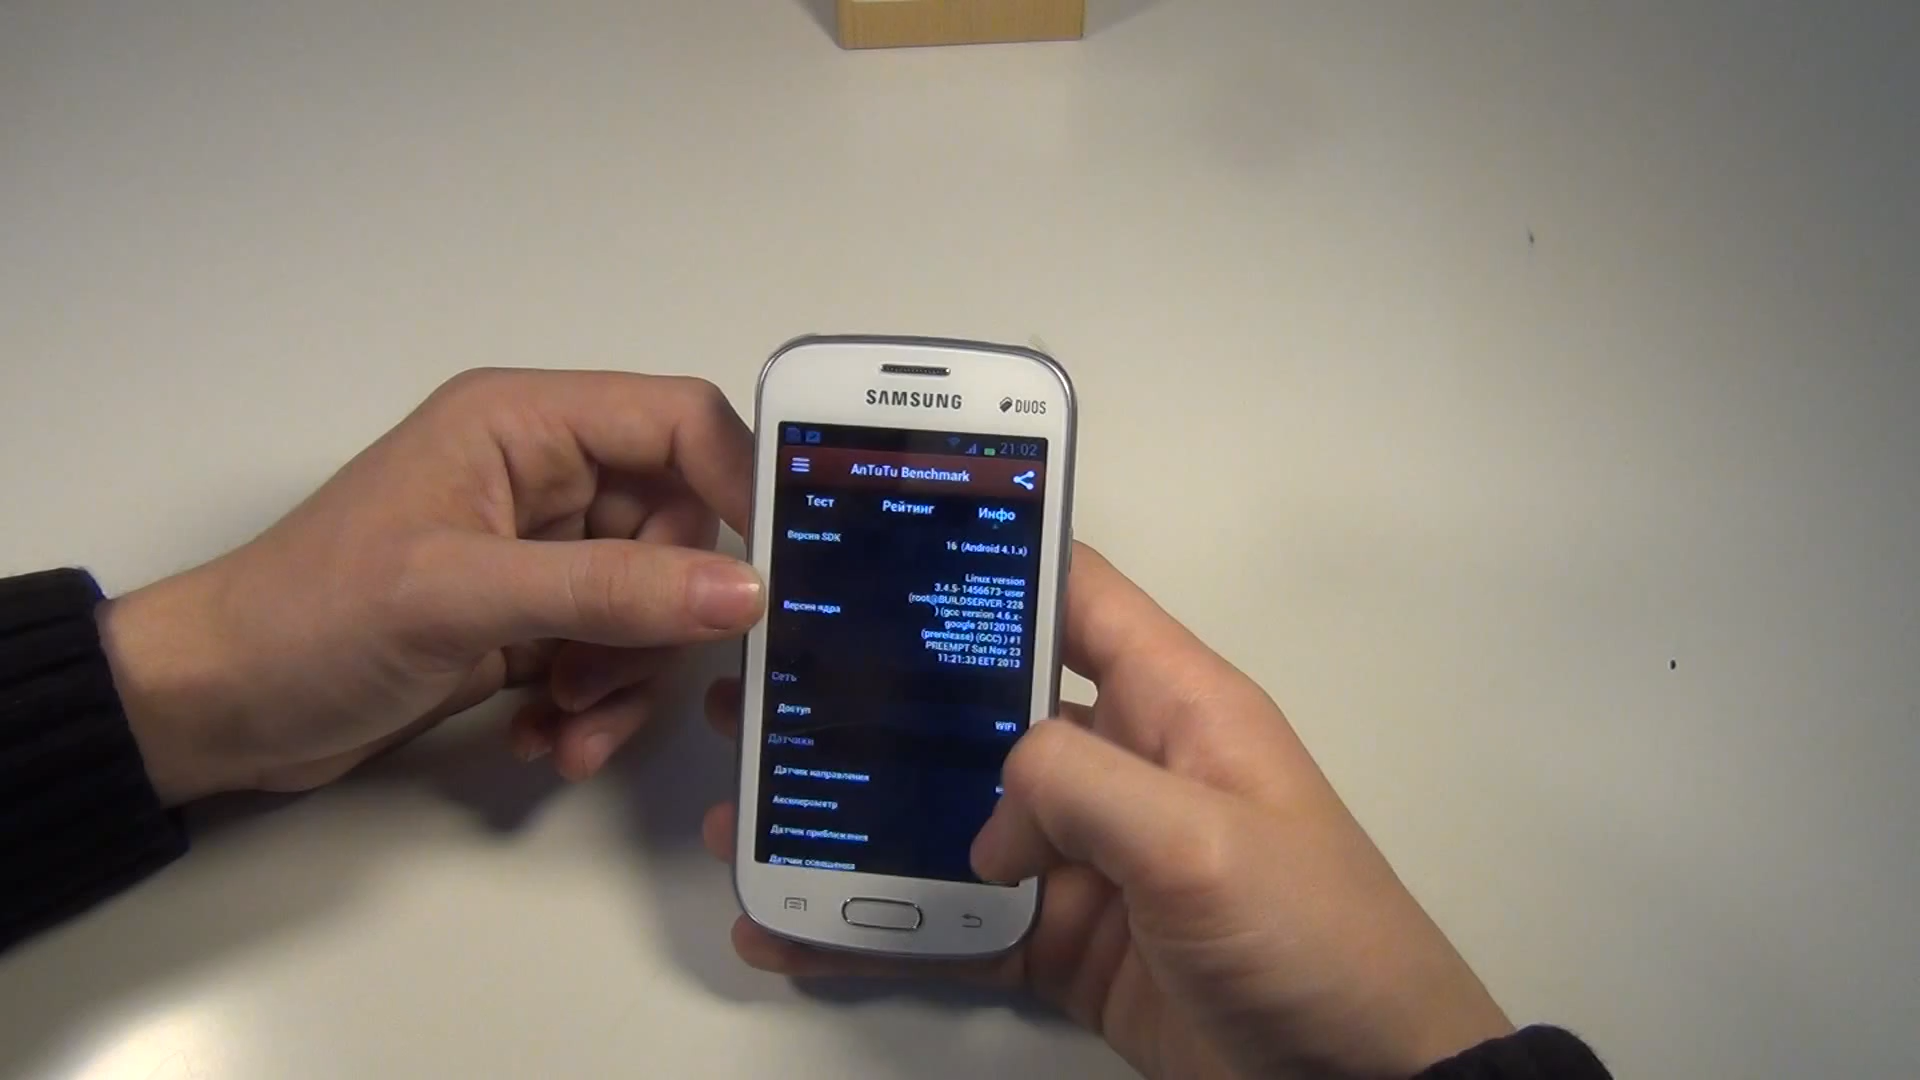 SAMSUNG
DUOS
21:02
AnTuTu Benchmark
Тест Рейтинг Инфо
Версия SDK
16 (Android 4.1.x)
Версия ядра
Linux version
3.4.5-1456673-user
(root@BUILDSERVER-228
) (gcc version 4.6.x-
google 20120106
(prerelease) (GCC) ) #1
PREEMPT Sat Nov 23
11:21:33 EET 2013
Сеть
Доступ
WIFI
Датчики
Датчик направления
Акселерометр
Датчик приближения
Датчик освещения